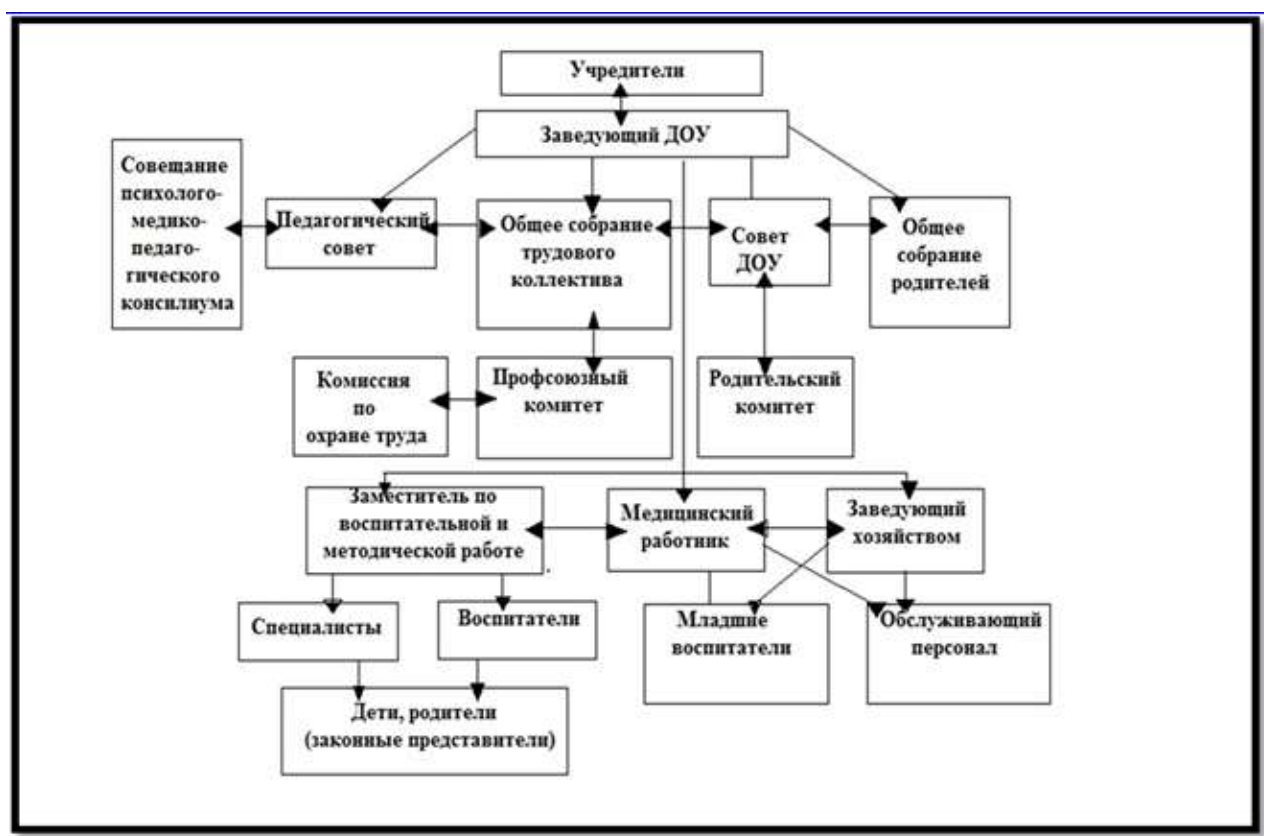 Учредители
Заведующий ДОУ
Совещание
психолого-
медико-
педаго-
гического
консилиума
Педагогический
совет
Общее собрание
трудового
коллектива
Совет
ДОУ
Общее
собрание
родителей
Комиссия
по
охране труда
Профсоюзный
комитет
Родительский
комитет
Заместитель по
воспитательной и
методической работе
Медицинский
работник
Заведующий
хозяйством
Специалисты
Воспитатели
Младшие
воспитатели
Обслуживающий
персонал
Дети, родители
(законные представители)